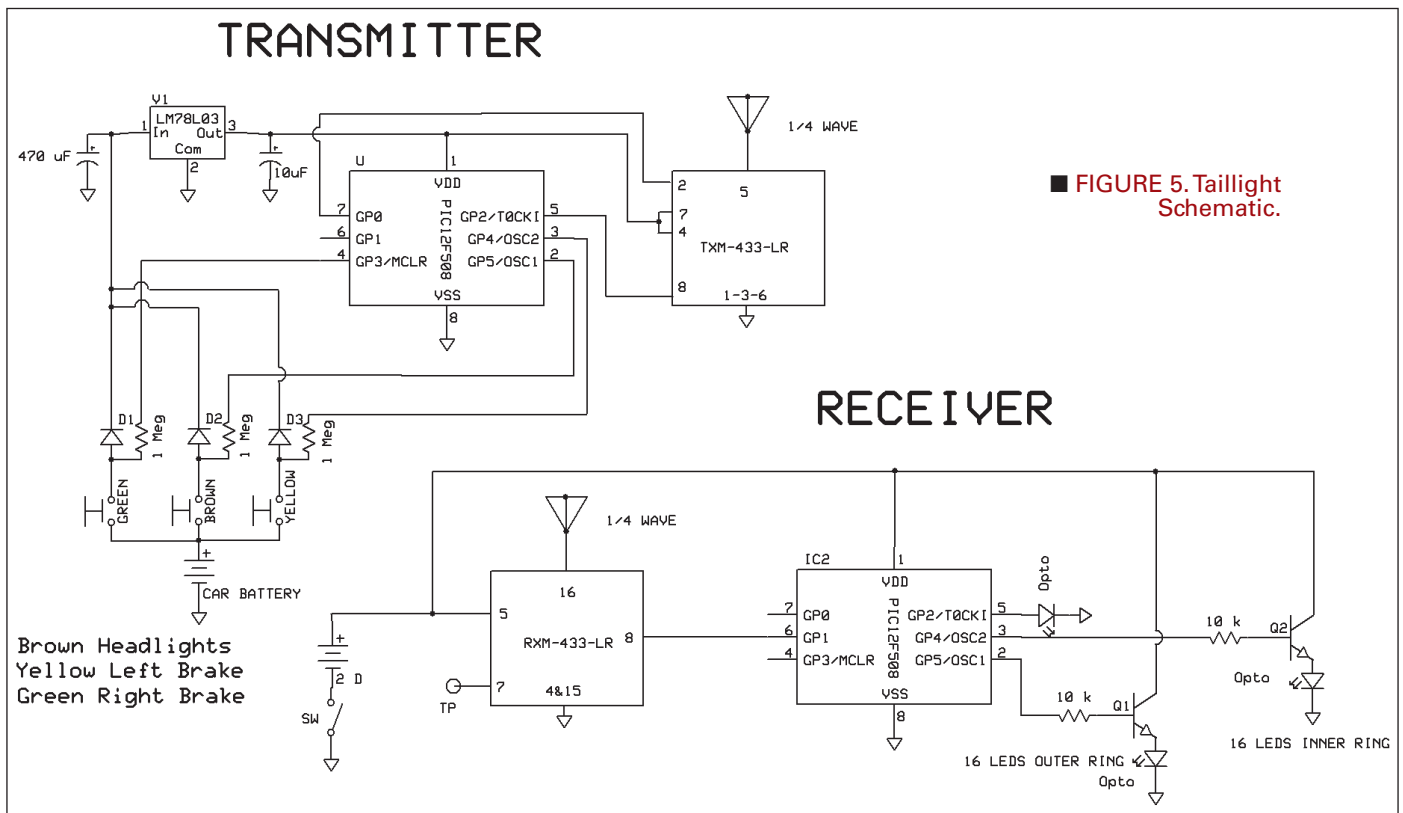 TRANSMITTER
V1
LM78L03
1 In Out 3
Com
2
470 uF
+
+
10uF
1/4 WAVE
■ FIGURE 5. Taillight
Schematic.
U
1
VDD
PIC12F508
7 GP0
6 GP1
4 GP3/MCLR
GP2/T0CKI 5
GP4/OSC2 3
GP5/OSC1 2
VSS
8
5
2
7
4
TXM-433-LR
8
1-3-6
D1
1 Meg
D2
1 Meg
D3
1 Meg
GREEN
BROWN
YELLOW
+
CAR BATTERY
Brown Headlights
Yellow Left Brake
Green Right Brake
RECEIVER
1/4 WAVE
16
5
RXM-433-LR
8
7
4&15
TP
+
2 D
SW
IC2
1
VDD
PIC12F508
7 GP0
6 GP1
4 GP3/MCLR
GP2/T0CKI 5
GP4/OSC2 3
GP5/OSC1 2
VSS
8
Opto
10 k
Q2
Opto
16 LEDS INNER RING
10 k
Q1
16 LEDS OUTER RING
Opto